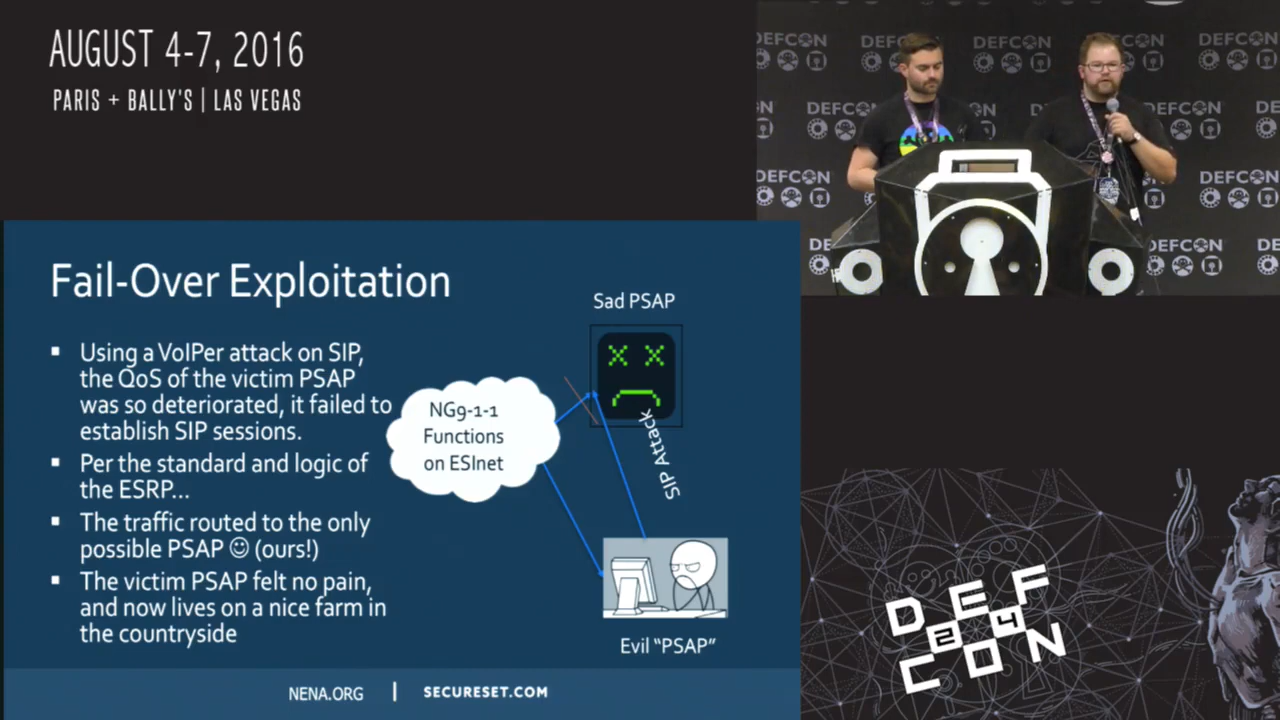 AUGUST 4-7, 2016
PARIS + BALLY'S | LAS VEGAS
DEFCON DEFCON DEFCON DEFCON
DEFCON DEFCON
DEFCON DEFCON
DEFCON
Fail-Over Exploitation
▪ Using a VoIPer attack on SIP,
the QoS of the victim PSAP
was so deteriorated, it failed to
establish SIP sessions.
▪ Per the standard and logic of
the ESRP...
▪ The traffic routed to the only
possible PSAP ☺ (ours!)
▪ The victim PSAP felt no pain,
and now lives on a nice farm in
the countryside
Sad PSAP
NG9-1-1
Functions
on ESInet
SIP Attack
Evil “PSAP”
NENA.ORG | SECURESET.COM
DEF
24
CON